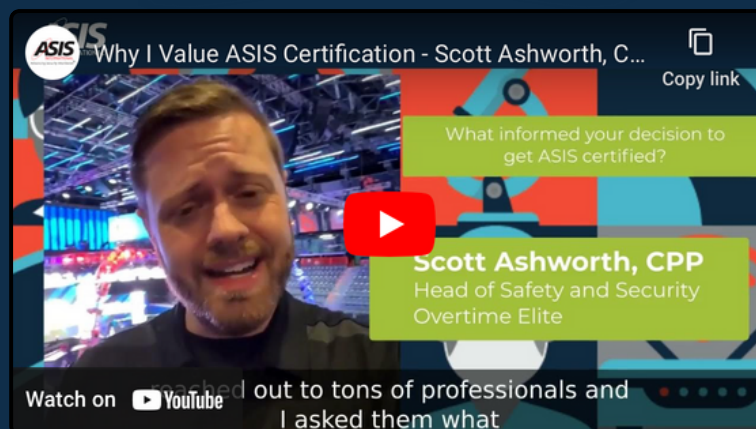 ASIS
Why I Value ASIS Certification - Scott Ashworth, C...
Copy link
What informed your decision to
get ASIS certified?
Scott Ashworth, CPP
Head of Safety and Security
Overtime Elite
reached out to tons of professionals and
I asked them what
Watch on YouTube